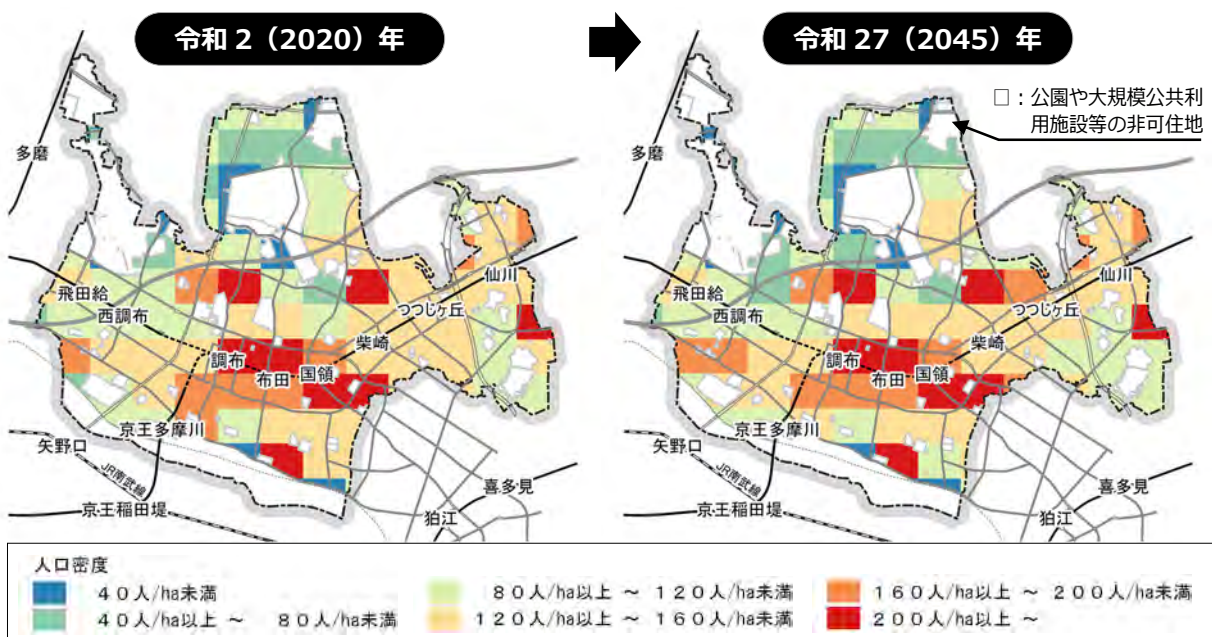 令和 2（2020）年
令和 27（2045）年
□：公園や大規模公共利
用施設等の非可住地
多磨
飛田給
西調布
調布
布田
国領
柴崎
つつじヶ丘
仙川
京王多摩川
矢野口
JR南武線
京王稲田堤
喜多見
狛江
多磨
飛田給
西調布
調布
布田
国領
柴崎
つつじヶ丘
仙川
京王多摩川
矢野口
JR南武線
京王稲田堤
喜多見
狛江
人口密度
４０人/ha未満
４０人/ha以上 ～ ８０人/ha未満
８０人/ha以上 ～ １２０人/ha未満
１２０人/ha以上 ～ １６０人/ha未満
１６０人/ha以上 ～ ２００人/ha未満
２００人/ha以上 ～